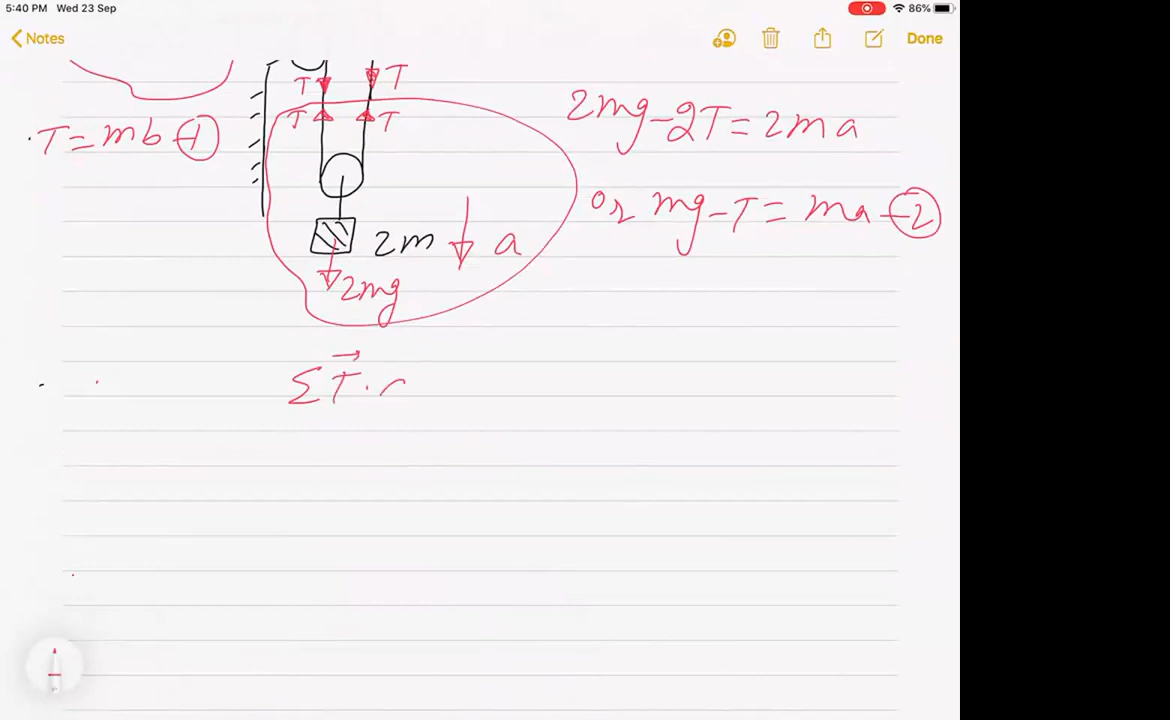 5:40 PM Wed 23 Sep
86%
Notes
Done
T T
T T
T = mb - 1
2mg - 2T = 2ma
or mg - T = ma - 2
2m a
2mg
Σ T⃗ ·